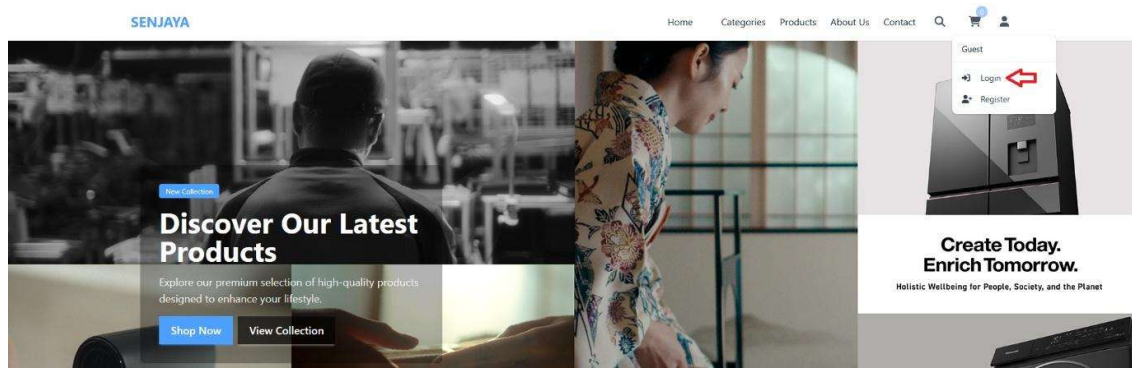 SENJAYA
Home Categories Products About Us Contact
0
Guest
Login
Register
New Collection
Discover Our Latest
Products
Explore our premium selection of high-quality products
designed to enhance your lifestyle.
Shop Now View Collection
Create Today.
Enrich Tomorrow.
Holistic Wellbeing for People, Society, and the Planet